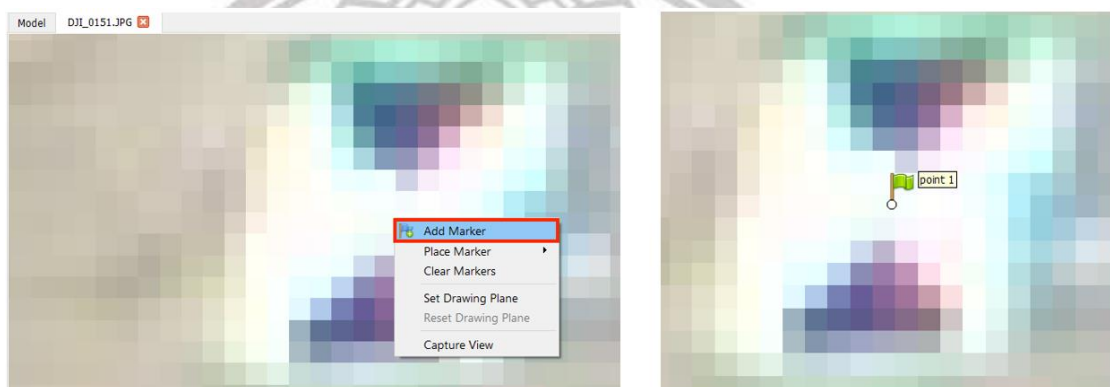 Model DJI_0151.JPG
Add Marker
Place Marker
Clear Markers
Set Drawing Plane
Reset Drawing Plane
Capture View
point 1